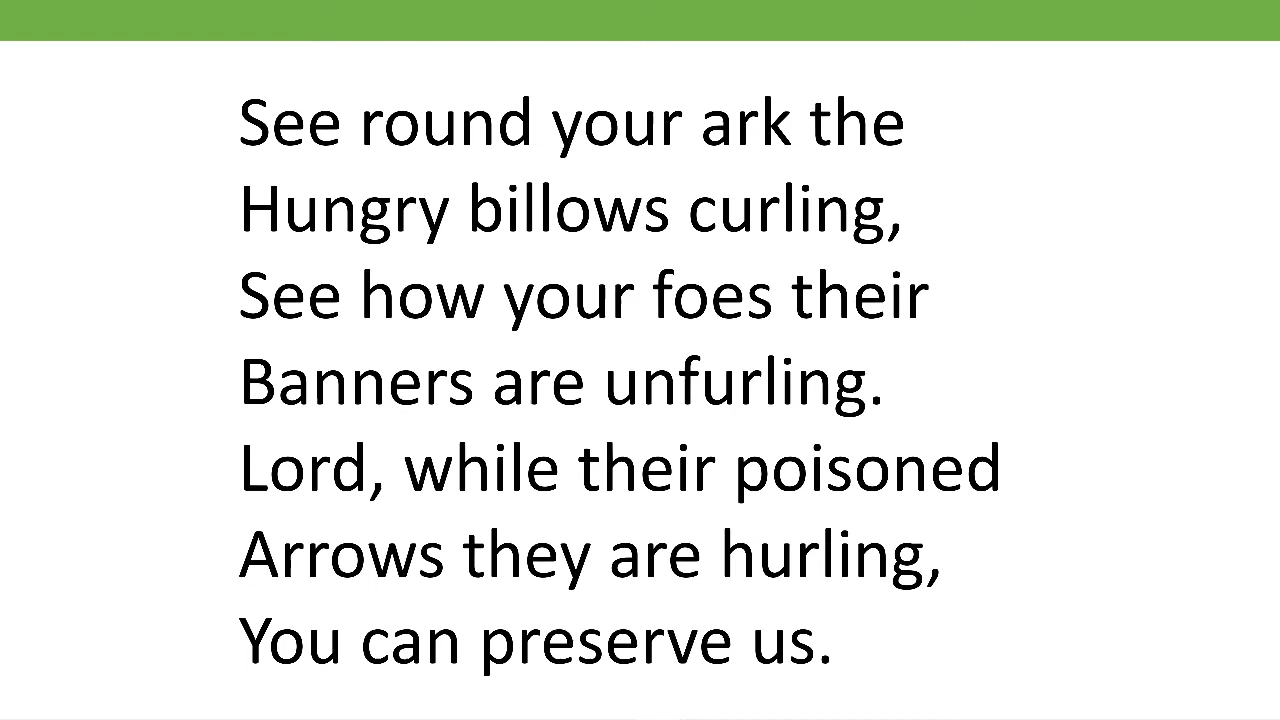 See round your ark the
Hungry billows curling,
See how your foes their
Banners are unfurling.
Lord, while their poisoned
Arrows they are hurling,
You can preserve us.